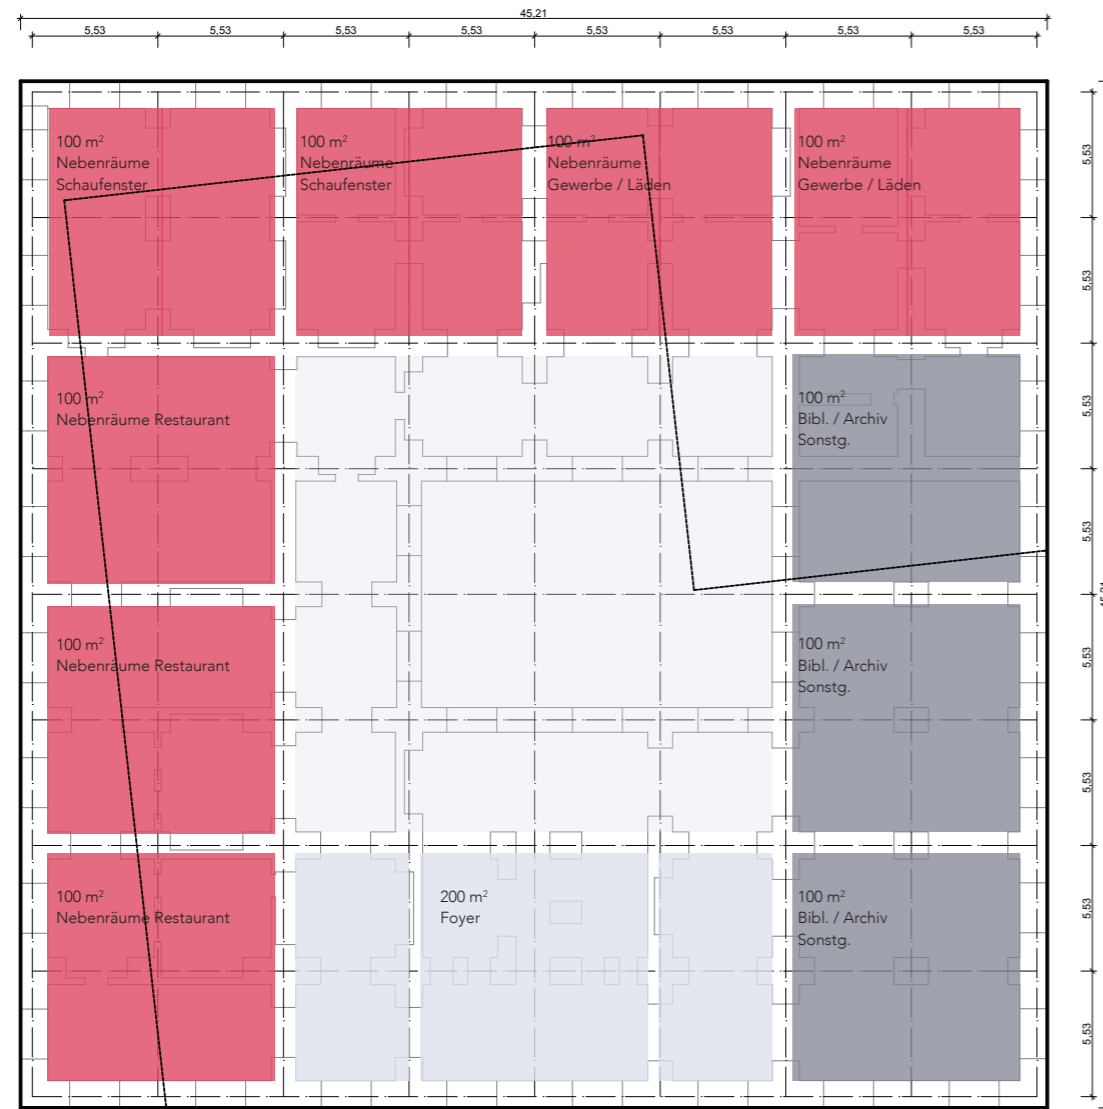 45,21
5,53 5,53 5,53 5,53 5,53 5,53 5,53 5,53
100 m²
Nebenräume
Schaufenster
100 m²
Nebenräume
Schaufenster
100 m²
Nebenräume
Gewerbe / Läden
100 m²
Nebenräume
Gewerbe / Läden
5,53
5,53
100 m²
Nebenräume Restaurant
100 m²
Bibl. / Archiv
Sonstg.
5,53
5,53
45,21
100 m²
Nebenräume Restaurant
100 m²
Bibl. / Archiv
Sonstg.
5,53
5,53
100 m²
Nebenräume Restaurant
200 m²
Foyer
100 m²
Bibl. / Archiv
Sonstg.
5,53
5,53